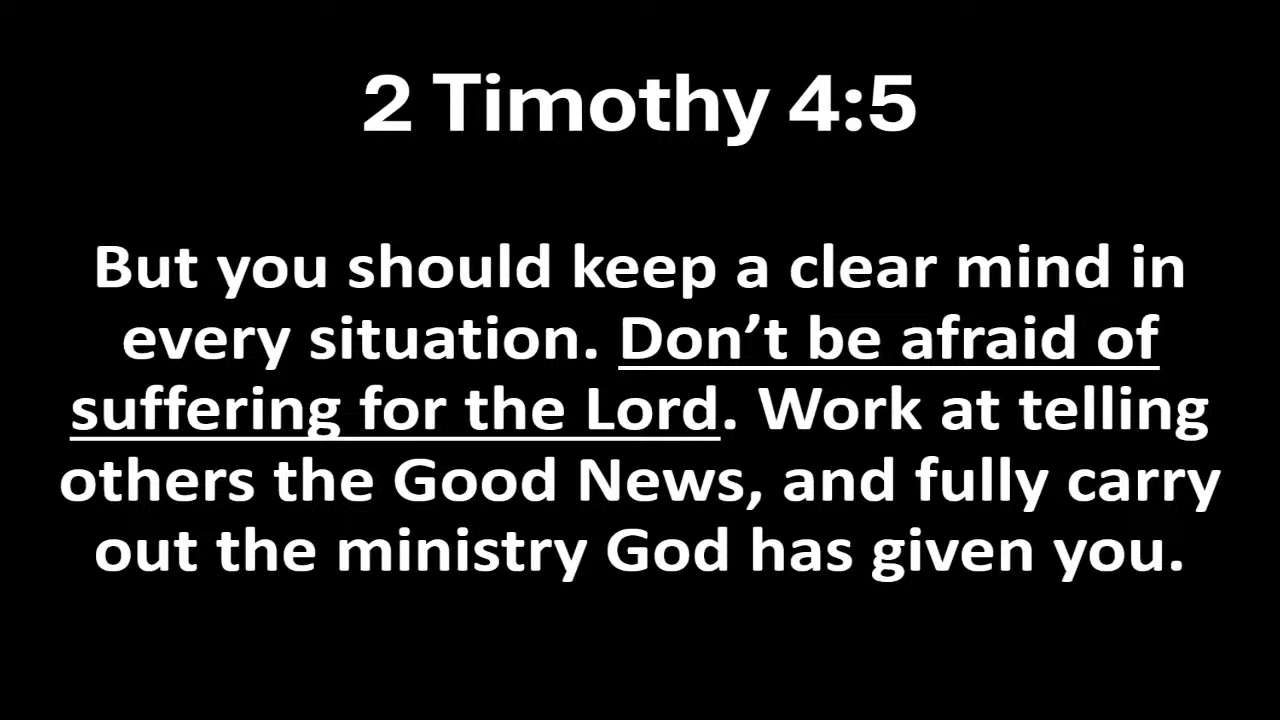 2 Timothy 4:5
But you should keep a clear mind in
every situation. Don’t be afraid of
suffering for the Lord. Work at telling
others the Good News, and fully carry
out the ministry God has given you.